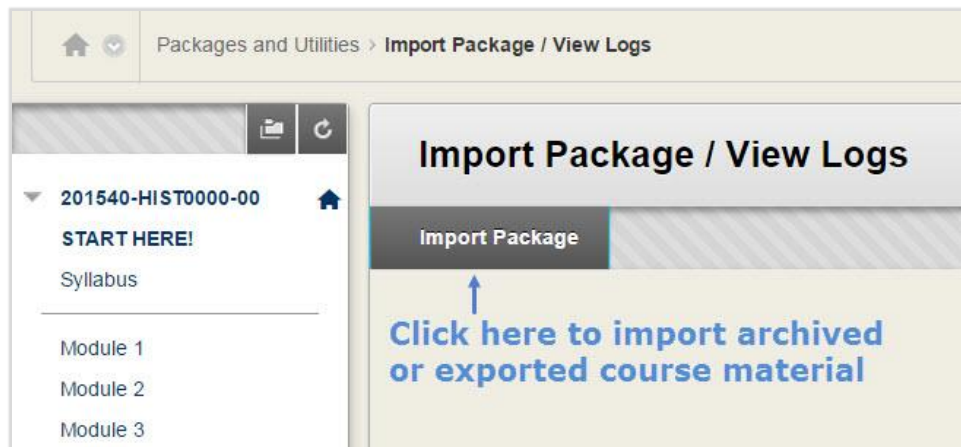 Packages and Utilities > Import Package / View Logs
Import Package / View Logs
201540-HIST0000-00
START HERE!
Syllabus
Import Package
Click here to import archived
or exported course material
Module 1
Module 2
Module 3